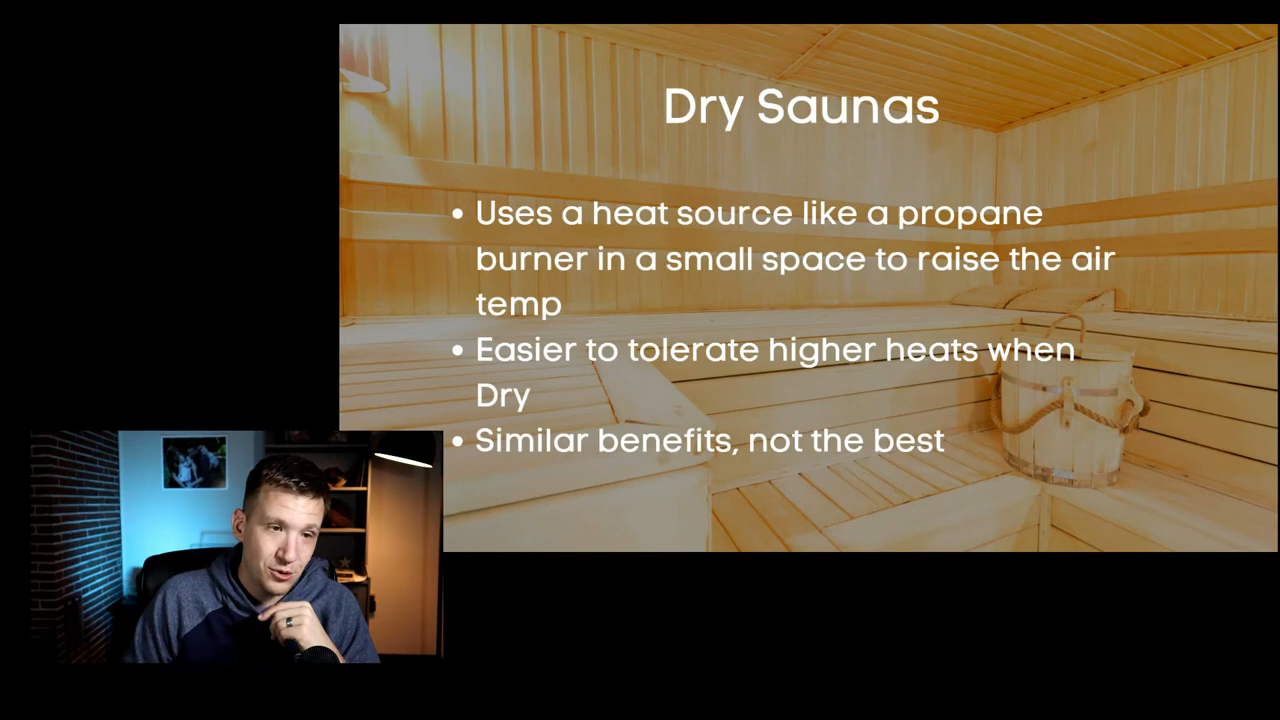 Dry Saunas
• Uses a heat source like a propane
burner in a small space to raise the air
temp
• Easier to tolerate higher heats when
Dry
• Similar benefits, not the best